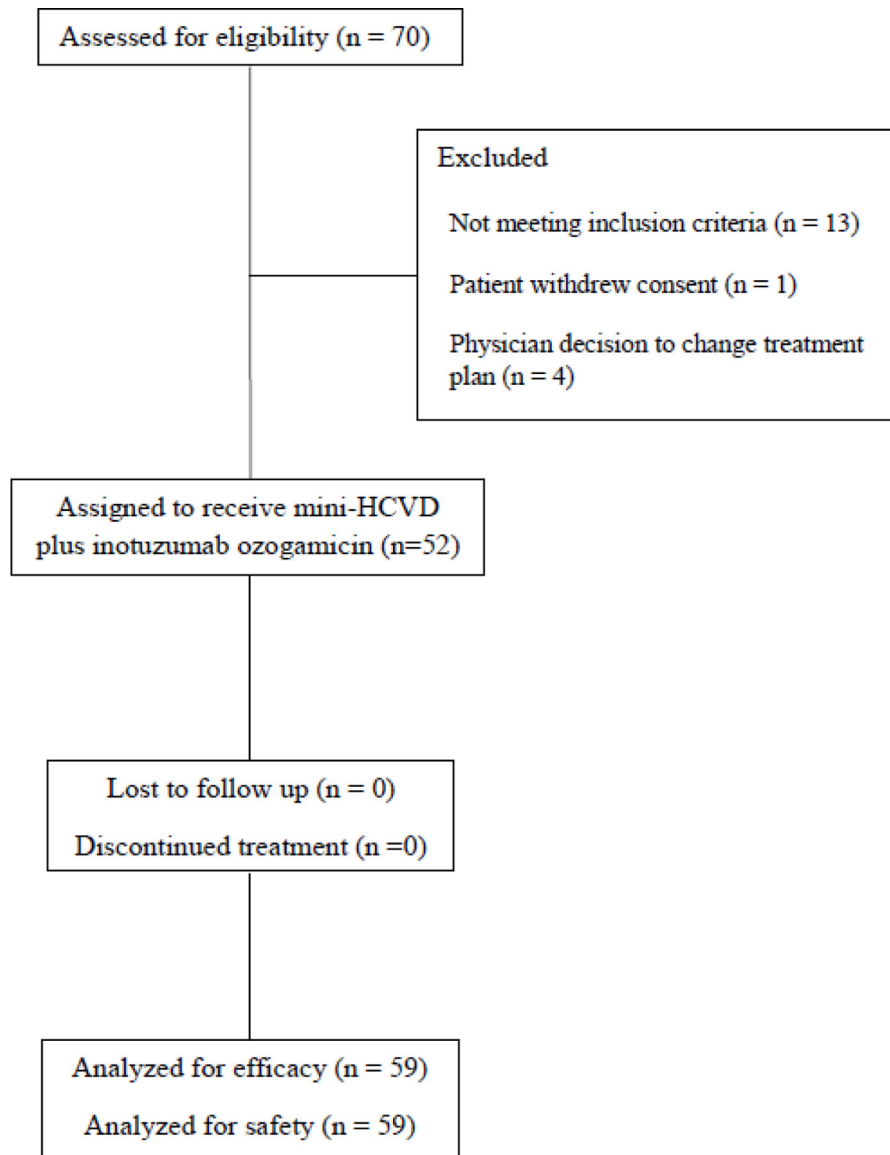 Assessed for eligibility (n = 70)
Excluded
Not meeting inclusion criteria (n = 13)
Patient withdrew consent (n = 1)
Physician decision to change treatment
plan (n = 4)
Assigned to receive mini-HCVD
plus inotuzumab ozogamicin (n=52)
Lost to follow up (n = 0)
Discontinued treatment (n =0)
Analyzed for efficacy (n = 59)
Analyzed for safety (n = 59)